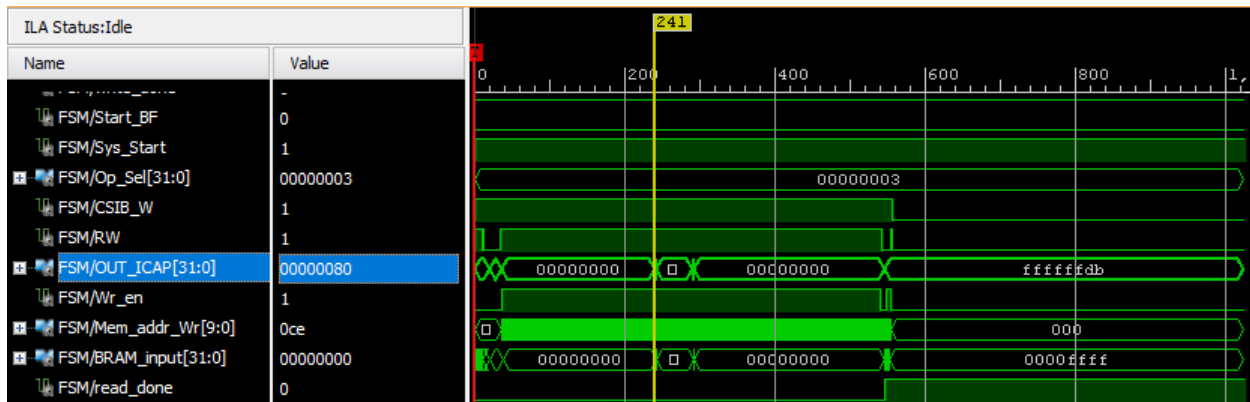 ILA Status:Idle
241
Name Value
T
0 200 400 600 800 1,
FSM/Start_BF 0
FSM/Sys_Start 1
FSM/Op_Sel[31:0] 00000003 00000003
FSM/CSIB_W 1
FSM/RW 1
FSM/OUT_ICAP[31:0] 00000080 00000000 00000000 ffffffdb
FSM/Wr_en 1
FSM/Mem_addr_Wr[9:0] 0ce 000
FSM/BRAM_input[31:0] 00000000 00000000 00000000 0000ffff
FSM/read_done 0